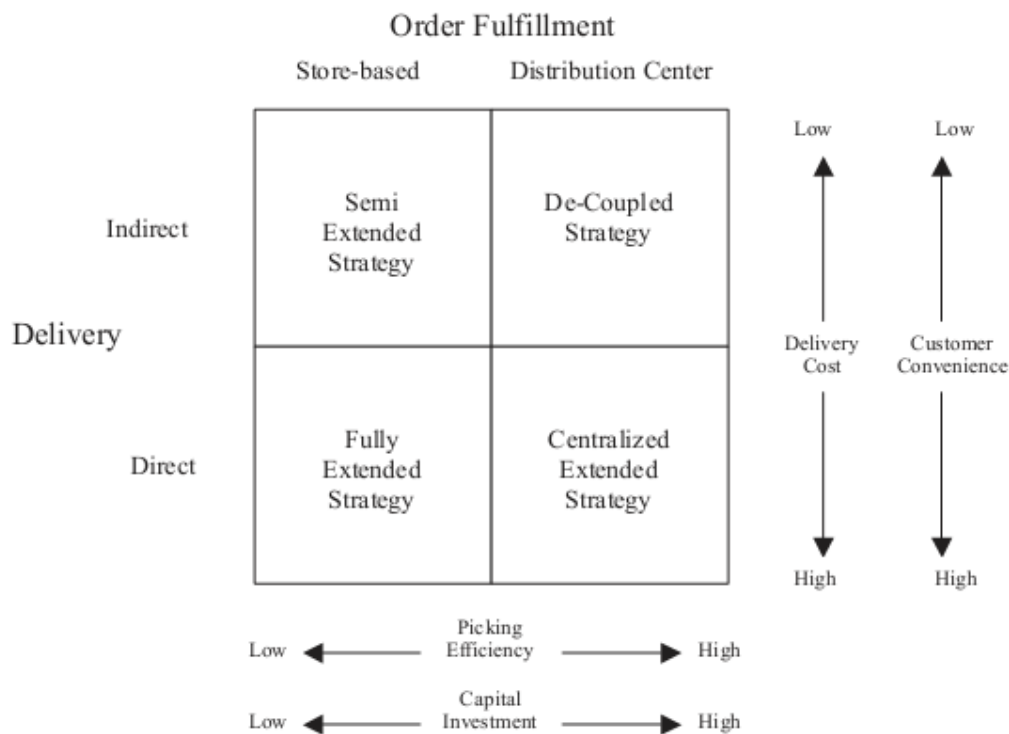 Order Fulfillment
Store-based Distribution Center
Low Low
Semi
Extended
Strategy
De-Coupled
Strategy
Indirect
Delivery
Delivery
Cost
Customer
Convenience
Fully
Extended
Strategy
Centralized
Extended
Strategy
Direct
High High
Low Picking
Efficiency High
Low Capital
Investment High